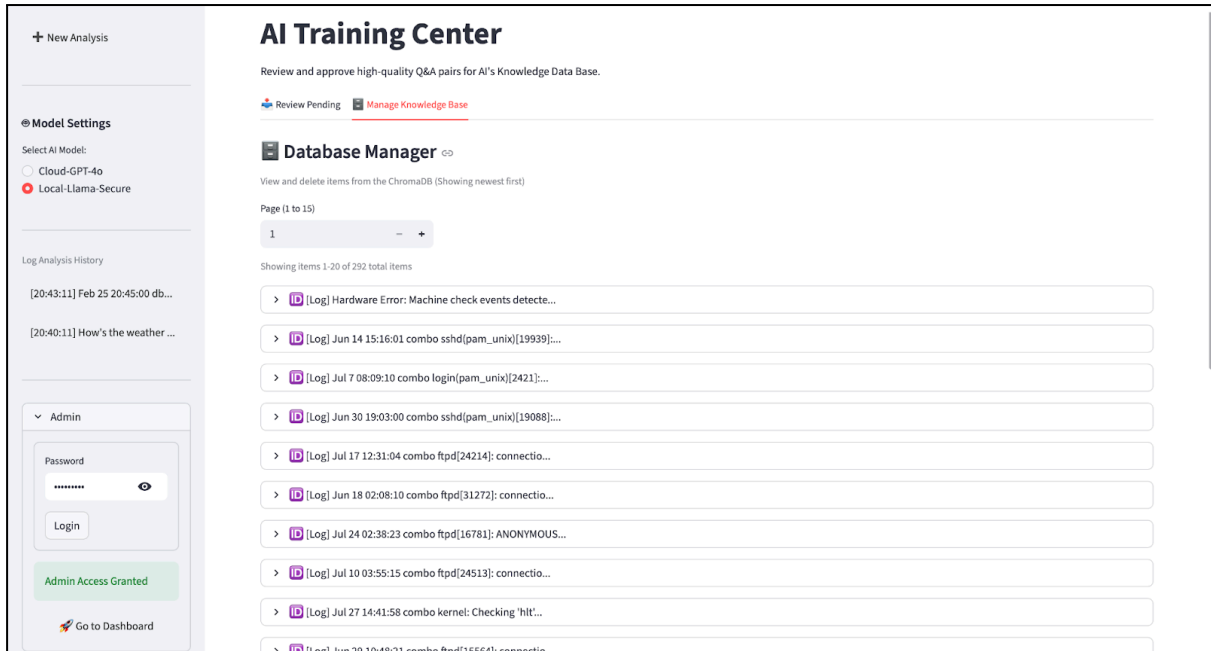 New Analysis
Model Settings
Select AI Model:
Cloud-GPT-4o
Local-Llama-Secure
Log Analysis History
[20:43:11] Feb 25 20:45:00 db...
[20:40:11] How's the weather ...
Admin
Password
Login
Admin Access Granted
Go to Dashboard
AI Training Center
Review and approve high-quality Q&A pairs for AI's Knowledge Data Base.
Review Pending Manage Knowledge Base
Database Manager
View and delete items from the ChromaDB (Showing newest first)
Page (1 to 15)
1
Showing items 1-20 of 292 total items
ID [Log] Hardware Error: Machine check events detecte...
ID [Log] Jun 14 15:16:01 combo sshd(pam_unix)[19939]:...
ID [Log] Jul 7 08:09:10 combo login(pam_unix)[2421]:...
ID [Log] Jun 30 19:03:00 combo sshd(pam_unix)[19088]:...
ID [Log] Jul 17 12:31:04 combo ftpd[24214]: connectio...
ID [Log] Jun 18 02:08:10 combo ftpd[31272]: connectio...
ID [Log] Jul 24 02:38:23 combo ftpd[16781]: ANONYMOUS...
ID [Log] Jul 10 03:55:15 combo ftpd[24513]: connectio...
ID [Log] Jul 27 14:41:58 combo kernel: Checking 'hlt'...